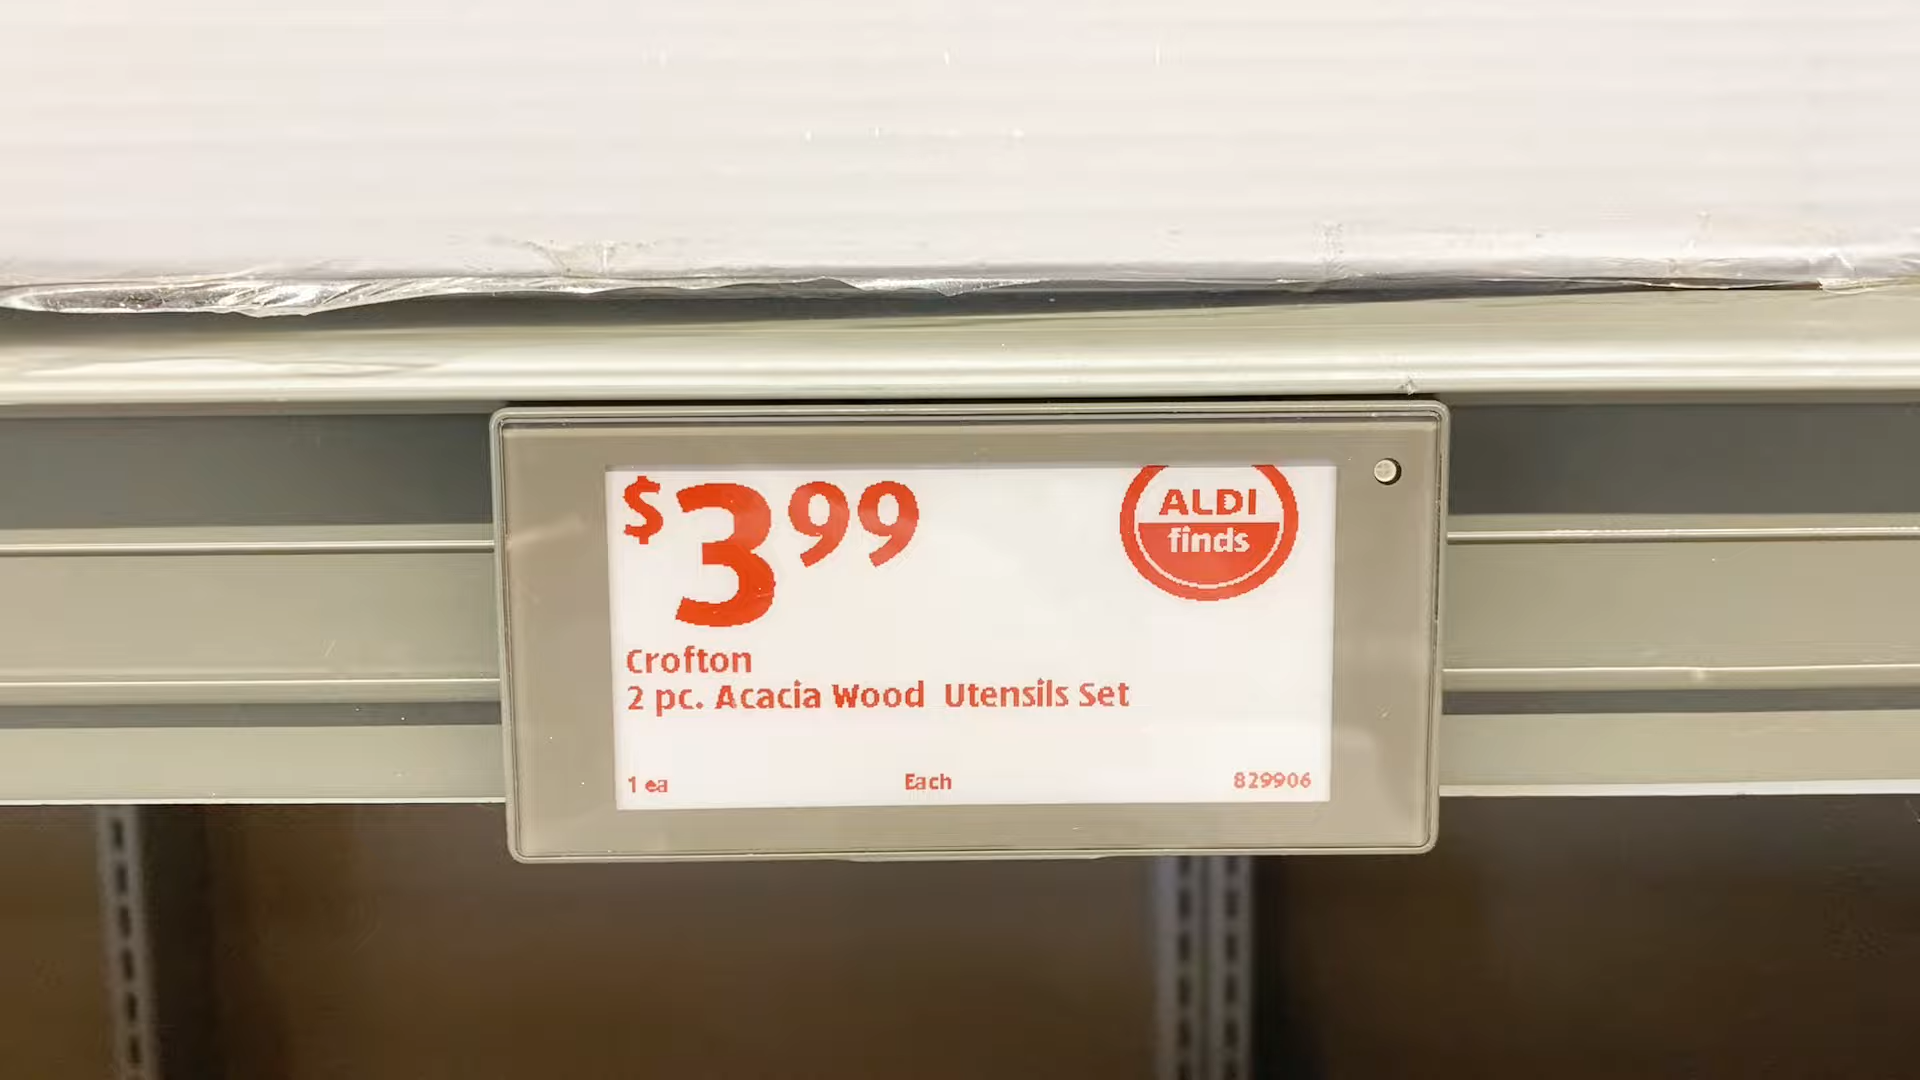 $3.99
ALDI
finds
Crofton
2 pc. Acacia Wood Utensils Set
1 ea Each 829906